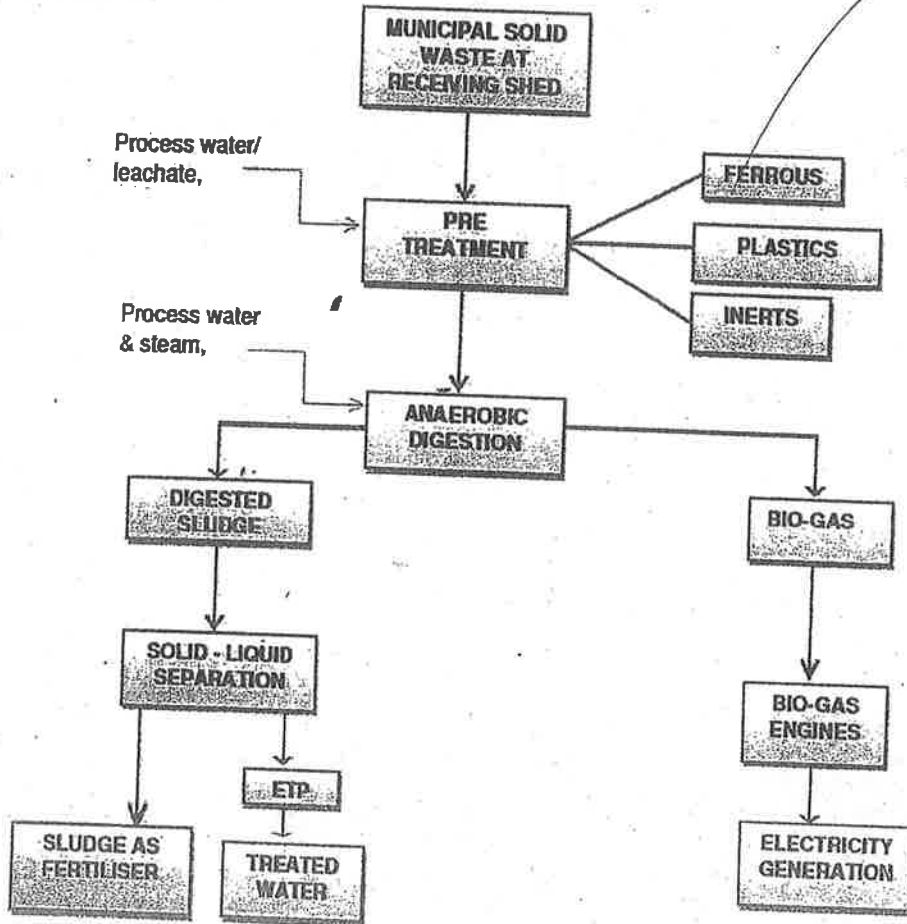 MUNICIPAL SOLID
WASTE AT
RECEIVING SHED
Process water/
leachate,
FERROUS
PRE
TREATMENT
PLASTICS
INERTS
Process water
& steam,
ANAEROBIC
DIGESTION
DIGESTED
SLUDGE
BIO-GAS
SOLID - LIQUID
SEPARATION
BIO-GAS
ENGINES
ETP
SLUDGE AS
FERTILISER
TREATED
WATER
ELECTRICITY
GENERATION